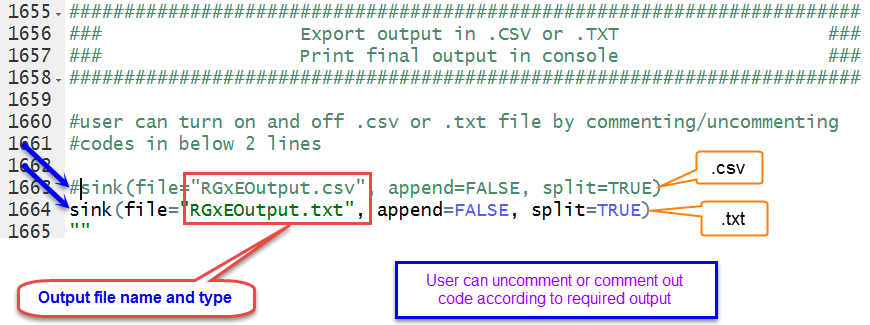 1655 ########################################################################
1656 ### Export output in .CSV or .TXT ###
1657 ### Print final output in console ###
1658 ########################################################################
1659
1660 #user can turn on and off .csv or .txt file by commenting/uncommenting
1661 #codes in below 2 lines
1662
1663 #sink(file="RGxEOutput.csv", append=FALSE, split=TRUE)
.csv
1664 sink(file="RGxEOutput.txt", append=FALSE, split=TRUE)
.txt
1665 ""
Output file name and type
User can uncomment or comment out
code according to required output